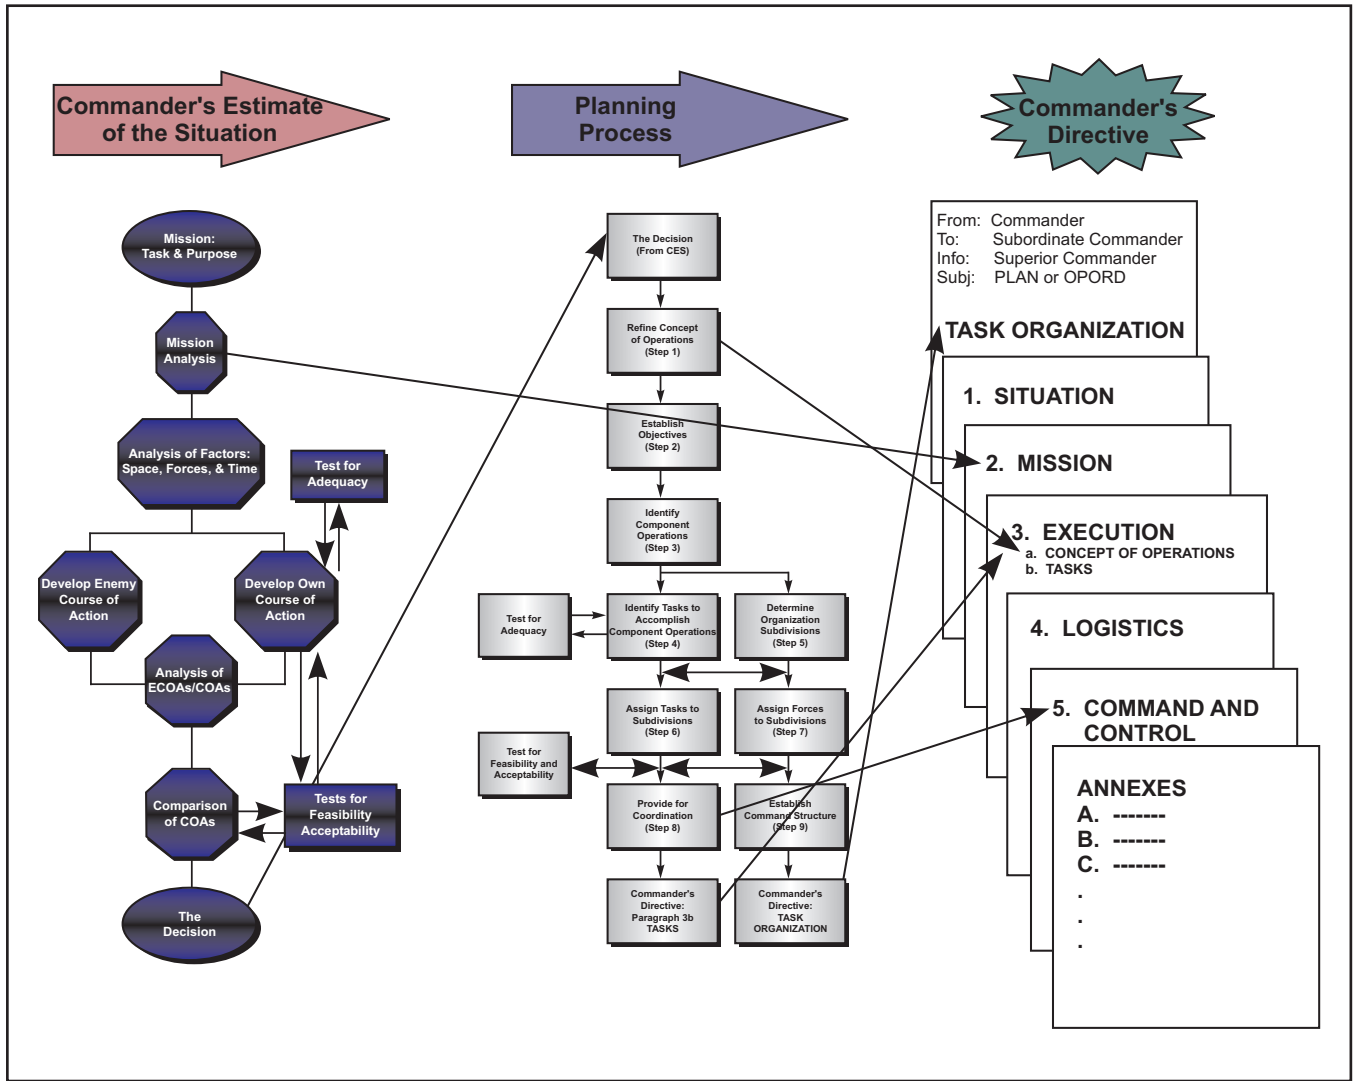 Commander's Estimate
of the Situation
Planning
Process
Commander's
Directive
Mission:
Task & Purpose
Mission
Analysis
Analysis of Factors:
Space, Forces, & Time
Test for
Adequacy
Develop Enemy
Course of
Action
Develop Own
Course of
Action
Analysis of
ECOAs/COAs
Comparison
of COAs
Tests for
Feasibility
Acceptability
The
Decision
The Decision
(From CES)
Refine Concept
of Operations
(Step 1)
Establish
Objectives
(Step 2)
Identify
Component
Operations
(Step 3)
Test for
Adequacy
Identify Tasks to
Accomplish
Component Operations
(Step 4)
Determine
Organization
Subdivisions
(Step 5)
Assign Tasks to
Subdivisions
(Step 6)
Assign Forces
to Subdivisions
(Step 7)
Test for
Feasibility and
Acceptability
Provide for
Coordination
(Step 8)
Establish
Command Structure
(Step 9)
Commander's
Directive:
Paragraph 3b
TASKS
Commander's
Directive:
TASK
ORGANIZATION
From: Commander
To: Subordinate Commander
Info: Superior Commander
Subj: PLAN or OPORD
TASK ORGANIZATION
1. SITUATION
2. MISSION
3. EXECUTION
a. CONCEPT OF OPERATIONS
b. TASKS
4. LOGISTICS
5. COMMAND AND
CONTROL
ANNEXES
A. -------
B. -------
C. -------
.
.
.